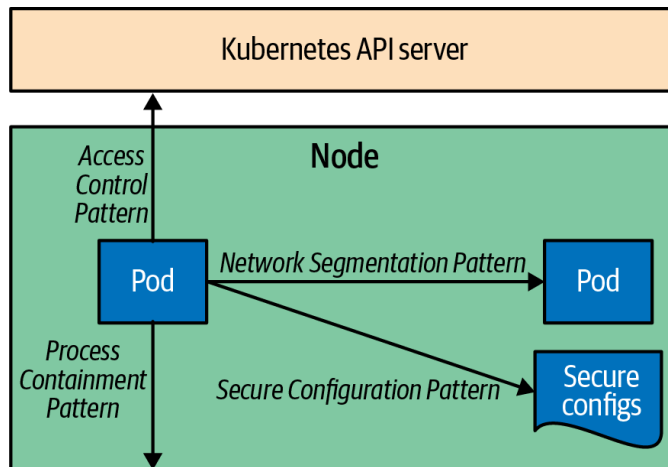 Kubernetes API server
Node
Access
Control
Pattern
Pod
Network Segmentation Pattern
Pod
Process
Containment
Pattern
Secure Configuration Pattern
Secure
configs